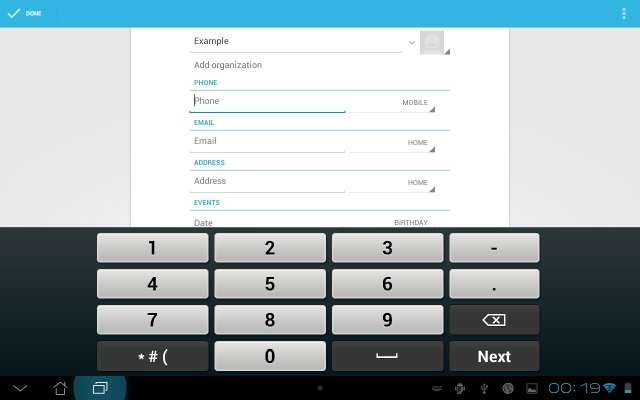 DONE
Example
Add organization
PHONE
Phone MOBILE
EMAIL
Email HOME
ADDRESS
Address HOME
EVENTS
Date BIRTHDAY
1 2 3 -
4 5 6 .
7 8 9
* # ( 0 Next
00:19